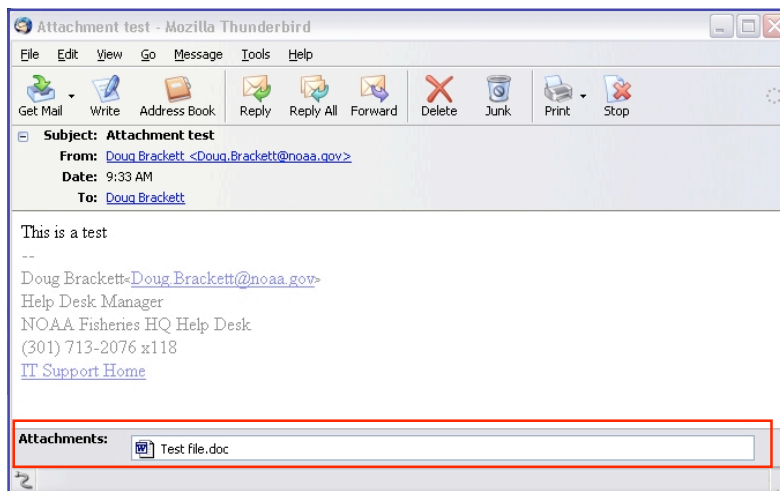 Attachment test - Mozilla Thunderbird
File Edit View Go Message Tools Help
Get Mail Write Address Book Reply Reply All Forward Delete Junk Print Stop
Subject: Attachment test
From: Doug Brackett <Doug.Brackett@noaa.gov>
Date: 9:33 AM
To: Doug Brackett
This is a test
--
Doug Brackett<Doug.Brackett@noaa.gov>
Help Desk Manager
NOAA Fisheries HQ Help Desk
(301) 713-2076 x118
IT Support Home
Attachments: Test file.doc